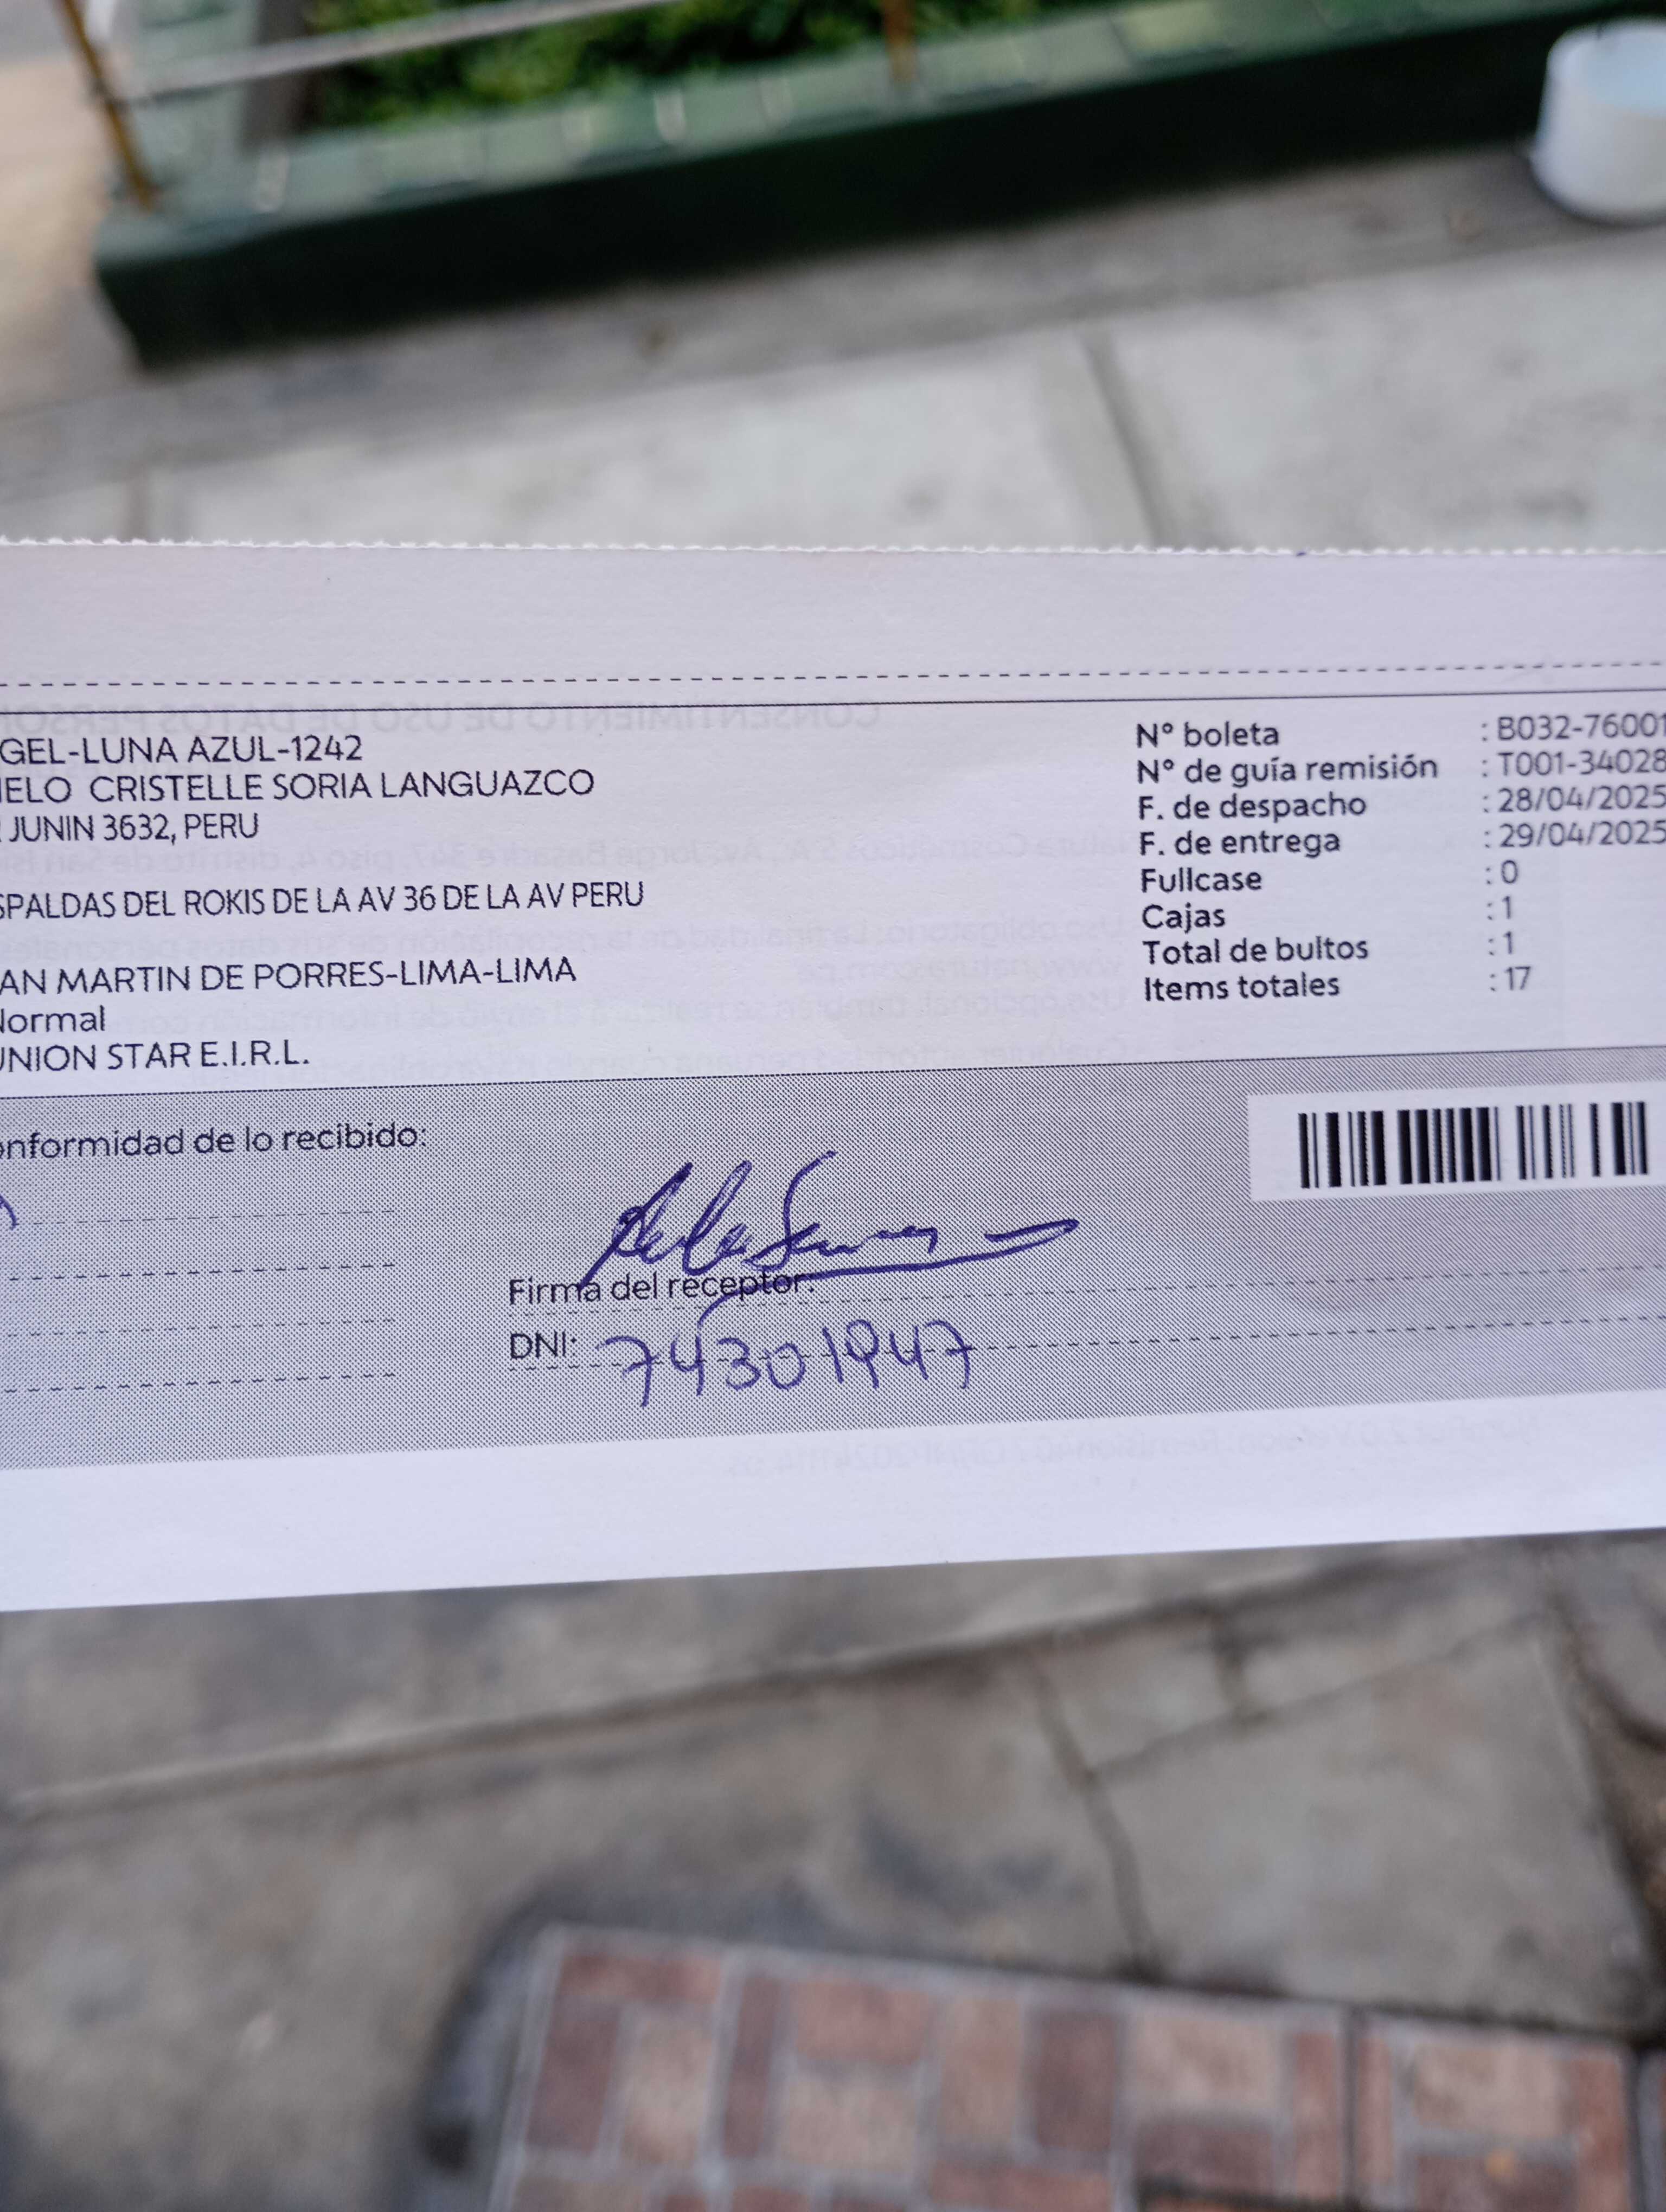 GEL-LUNA AZUL-1242
IELO CRISTELLE SORIA LANGUAZCO
JUNIN 3632, PERU
SPALDAS DEL ROKIS DE LA AV 36 DE LA AV PERU
AN MARTIN DE PORRES-LIMA-LIMA
Normal
UNION STAR E.I.R.L.
Nº boleta : B032-76001
Nº de guía remisión : T001-34028
F. de despacho : 28/04/2025
F. de entrega : 29/04/2025
Fullcase : 0
Cajas : 1
Total de bultos : 1
Items totales : 17
onformidad de lo recibido:
Firma del receptor:
DNI: 74301947